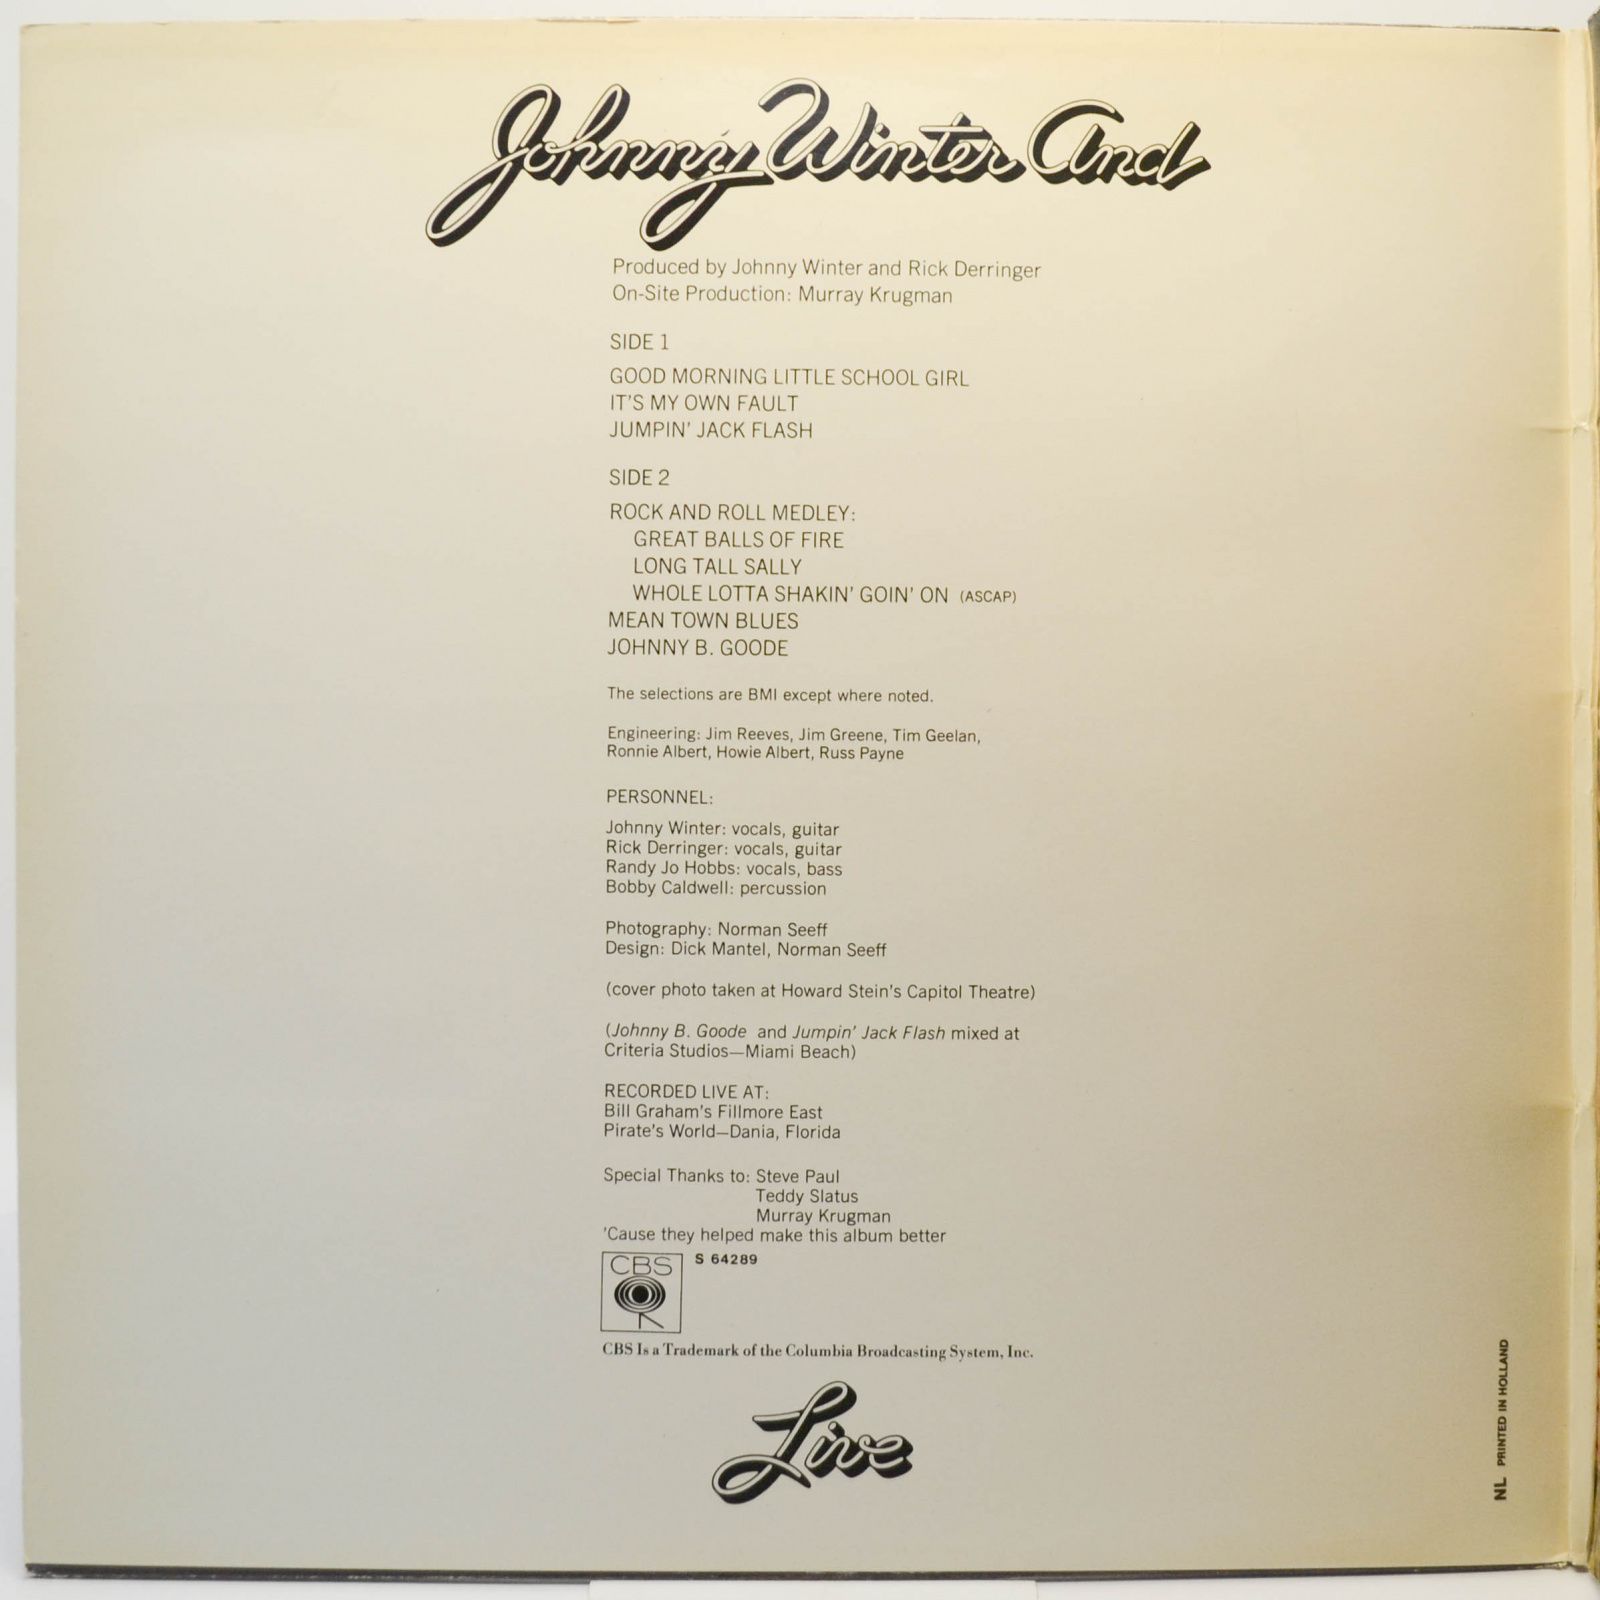 Johnny Winter And
Produced by Johnny Winter and Rick Derringer
On-Site Production: Murray Krugman
SIDE 1
GOOD MORNING LITTLE SCHOOL GIRL
IT'S MY OWN FAULT
JUMPIN' JACK FLASH
SIDE 2
ROCK AND ROLL MEDLEY:
GREAT BALLS OF FIRE
LONG TALL SALLY
WHOLE LOTTA SHAKIN' GOIN' ON (ASCAP)
MEAN TOWN BLUES
JOHNNY B. GOODE
The selections are BMI except where noted.
Engineering: Jim Reeves, Jim Greene, Tim Geelan,
Ronnie Albert, Howie Albert, Russ Payne
PERSONNEL:
Johnny Winter: vocals, guitar
Rick Derringer: vocals, guitar
Randy Jo Hobbs: vocals, bass
Bobby Caldwell: percussion
Photography: Norman Seeff
Design: Dick Mantel, Norman Seeff
(cover photo taken at Howard Stein's Capitol Theatre)
(Johnny B. Goode and Jumpin' Jack Flash mixed at
Criteria Studios—Miami Beach)
RECORDED LIVE AT:
Bill Graham's Fillmore East
Pirate's World—Dania, Florida
Special Thanks to: Steve Paul
Teddy Slatus
Murray Krugman
'Cause they helped make this album better
CBS S 64289
CBS Is a Trademark of the Columbia Broadcasting System, Inc.
Live
NL PRINTED IN HOLLAND